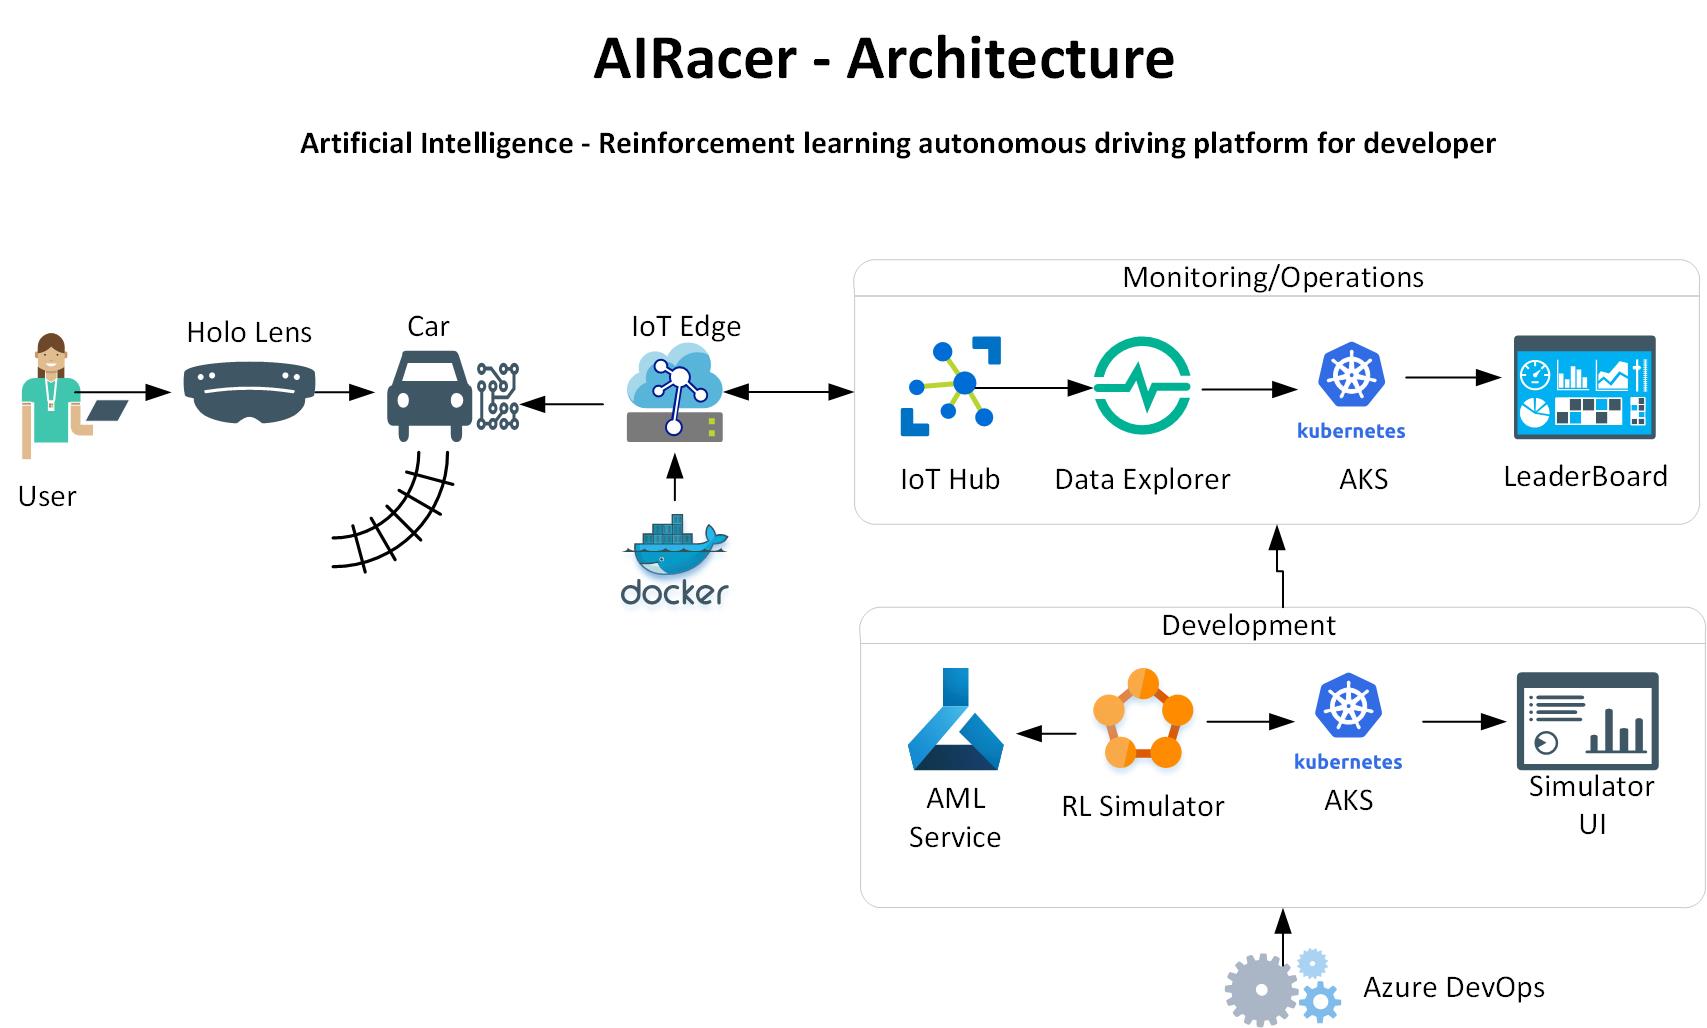 AIRacer - Architecture
Artificial Intelligence - Reinforcement learning autonomous driving platform for developer
Monitoring/Operations
Holo Lens
Car
IoT Edge
User
kubernetes
IoT Hub
Data Explorer
AKS
LeaderBoard
docker
Development
kubernetes
AML
Service
RL Simulator
AKS
Simulator
UI
Azure DevOps